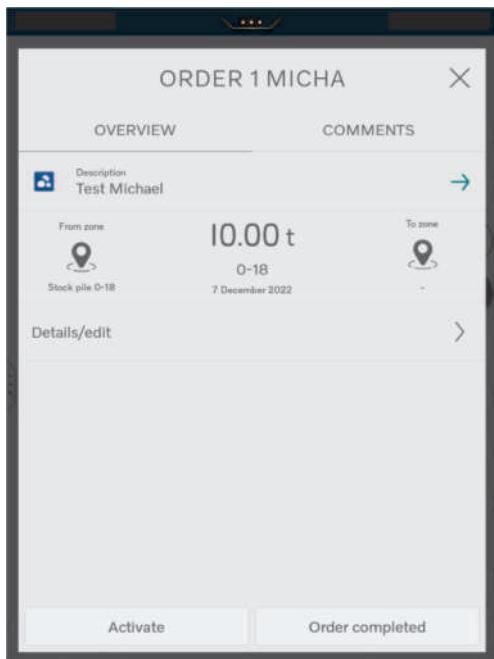 ORDER 1 MICHA
OVERVIEW
COMMENTS
Description
Test Michael
From zone
10.00 t
To zone
0-18
Stock pile 0-18
7 December 2022
-
Details/edit
Activate
Order completed